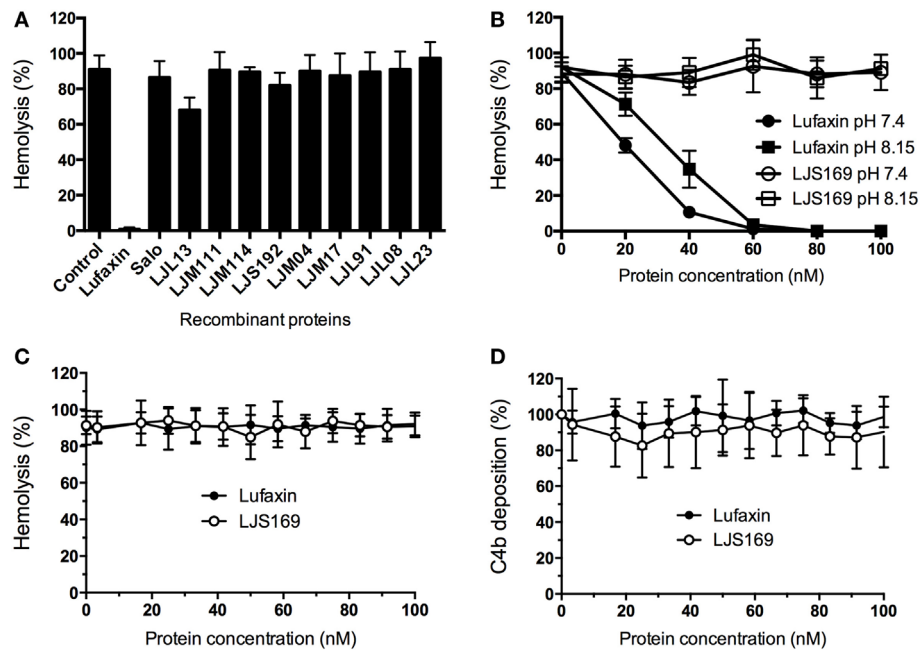 A
Hemolysis (%)
120
100
80
60
40
20
0
Control
Lufaxin
Salo
LJL13
LJM111
LJM114
LJS192
LJM04
LJM17
LJL91
LJL08
LJL23
Recombinant proteins
B
Hemolysis (%)
120
100
80
60
40
20
0
0 20 40 60 80 100
Protein concentration (nM)
Lufaxin pH 7.4
Lufaxin pH 8.15
LJS169 pH 7.4
LJS169 pH 8.15
C
Hemolysis (%)
120
100
80
60
40
20
0
0 20 40 60 80 100
Protein concentration (nM)
Lufaxin
LJS169
D
C4b deposition (%)
120
100
80
60
40
20
0
0 20 40 60 80 100
Protein concentration (nM)
Lufaxin
LJS169